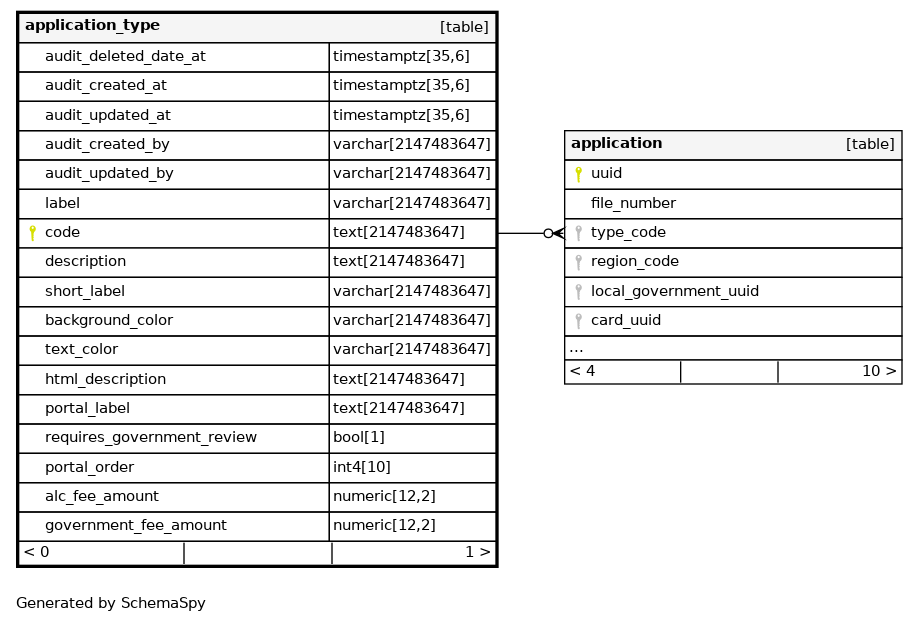 application_type [table]
audit_deleted_date_at timestamptz[35,6]
audit_created_at timestamptz[35,6]
audit_updated_at timestamptz[35,6]
audit_created_by varchar[2147483647]
audit_updated_by varchar[2147483647]
label varchar[2147483647]
code text[2147483647]
description text[2147483647]
short_label varchar[2147483647]
background_color varchar[2147483647]
text_color varchar[2147483647]
html_description text[2147483647]
portal_label text[2147483647]
requires_government_review bool[1]
portal_order int4[10]
alc_fee_amount numeric[12,2]
government_fee_amount numeric[12,2]
< 0 1 >
application [table]
uuid
file_number
type_code
region_code
local_government_uuid
card_uuid
...
< 4 10 >
Generated by SchemaSpy